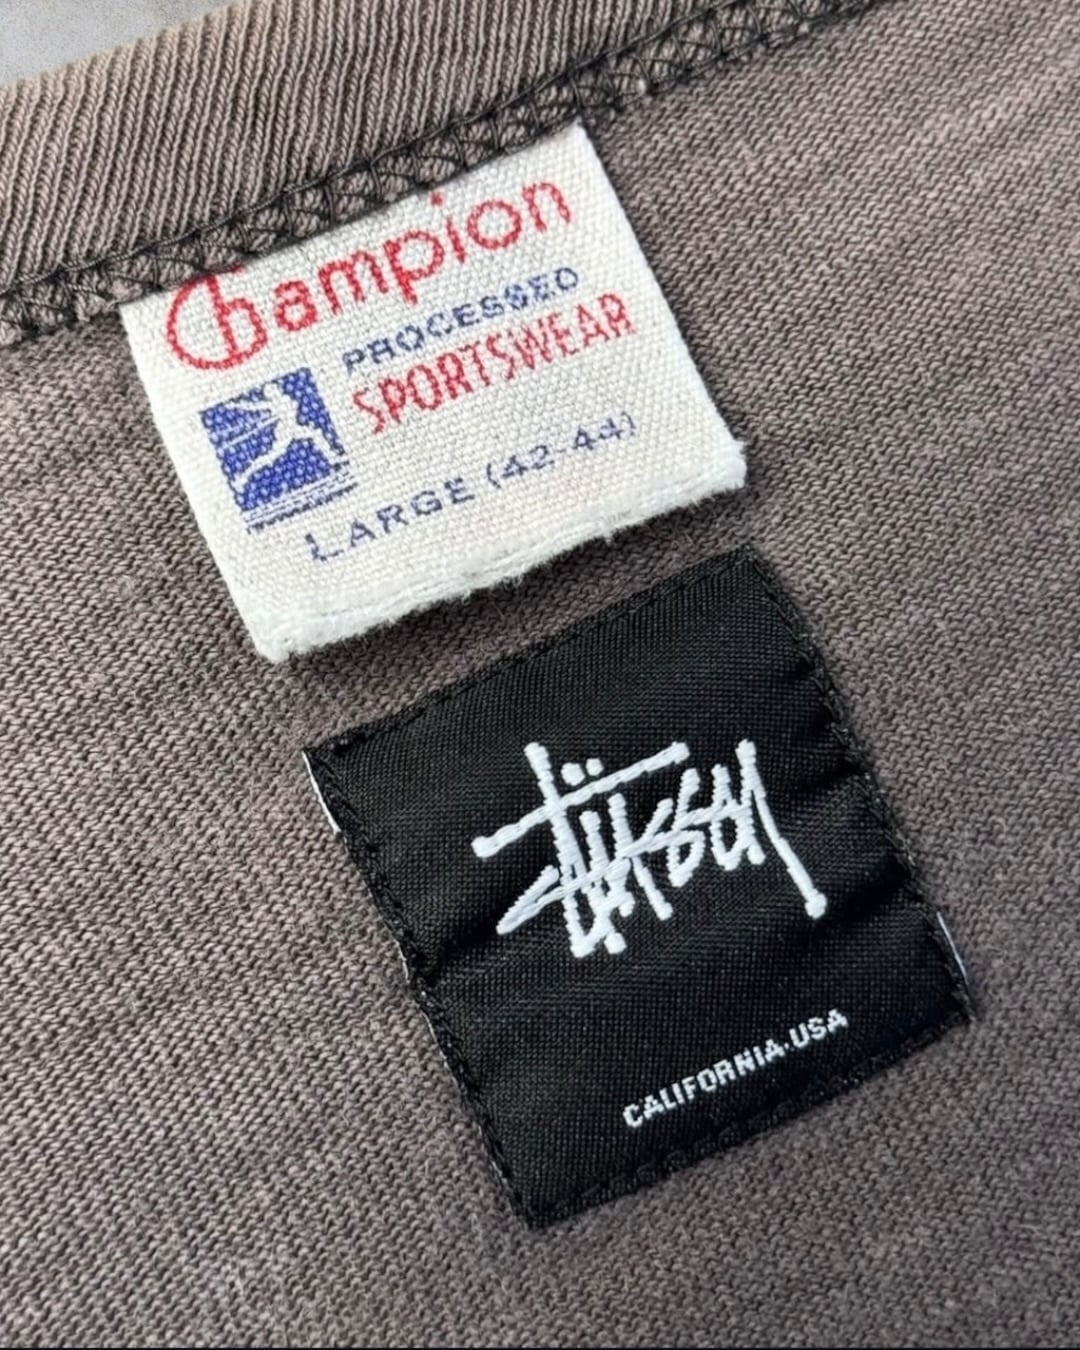 Champion
PROCESSED
SPORTSWEAR
LARGE (42-44)
Stüssy
CALIFORNIA.USA